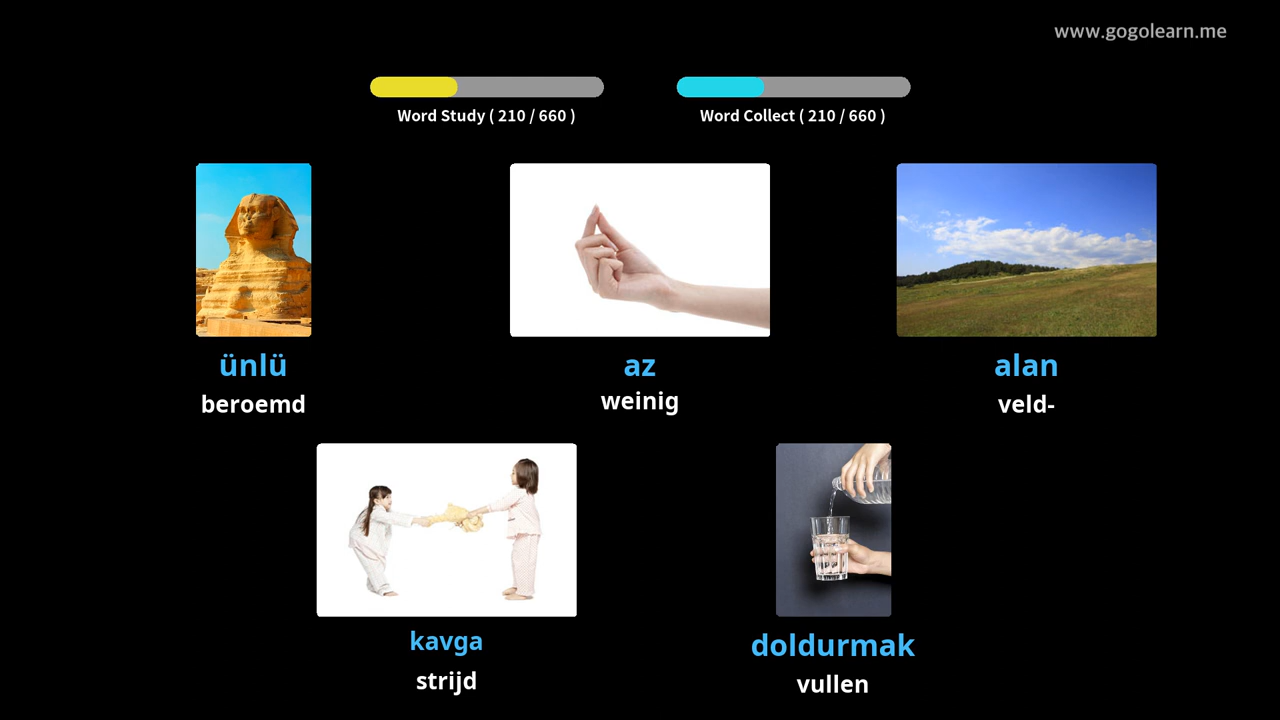 www.gogolearn.me
Word Study ( 210 / 660 )
Word Collect ( 210 / 660 )
ünlü
beroemd
az
weinig
alan
veld-
kavga
strijd
doldurmak
vullen